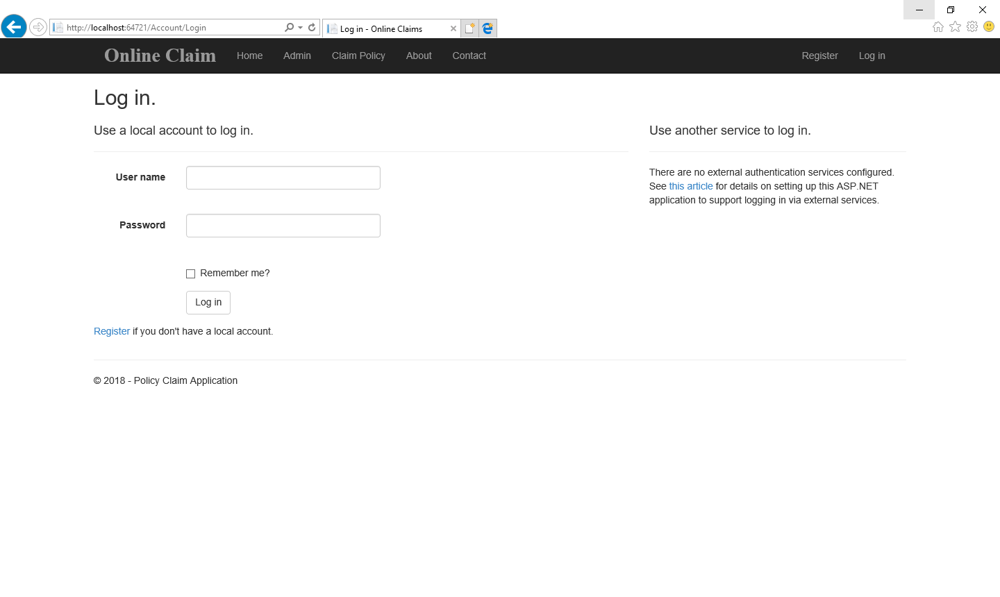 http://localhost:64721/Account/Login
Log in - Online Claims
Online Claim Home Admin Claim Policy About Contact Register Log in
Log in.
Use a local account to log in.
User name
Password
Remember me?
Log in
Register if you don't have a local account.
Use another service to log in.
There are no external authentication services configured.
See this article for details on setting up this ASP.NET
application to support logging in via external services.
© 2018 - Policy Claim Application